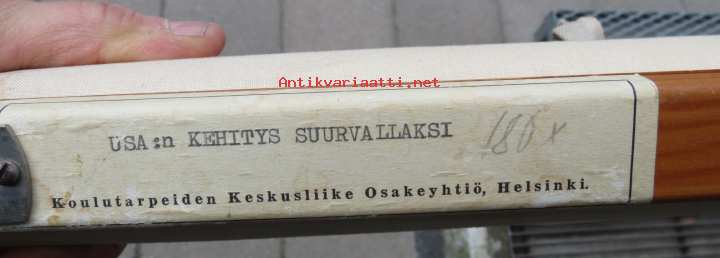 Antikvariaatti.net
USA:n KEHITYS SUURVALLAKSI
Koulutarpeiden Keskusliike Osakeyhtiö, Helsinki.